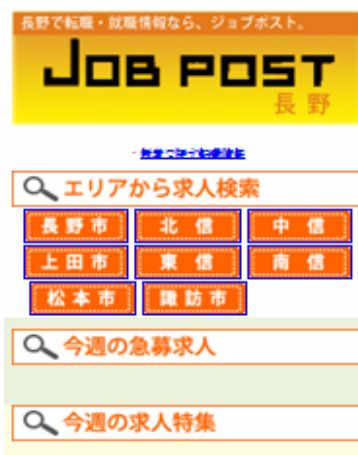 長野で転職・就職情報なら、ジョブポスト。
JOB POST
長野
エリアから求人検索
長野市 北信 中信
上田市 東信 南信
松本市 諏訪市
今週の急募求人
今週の求人特集